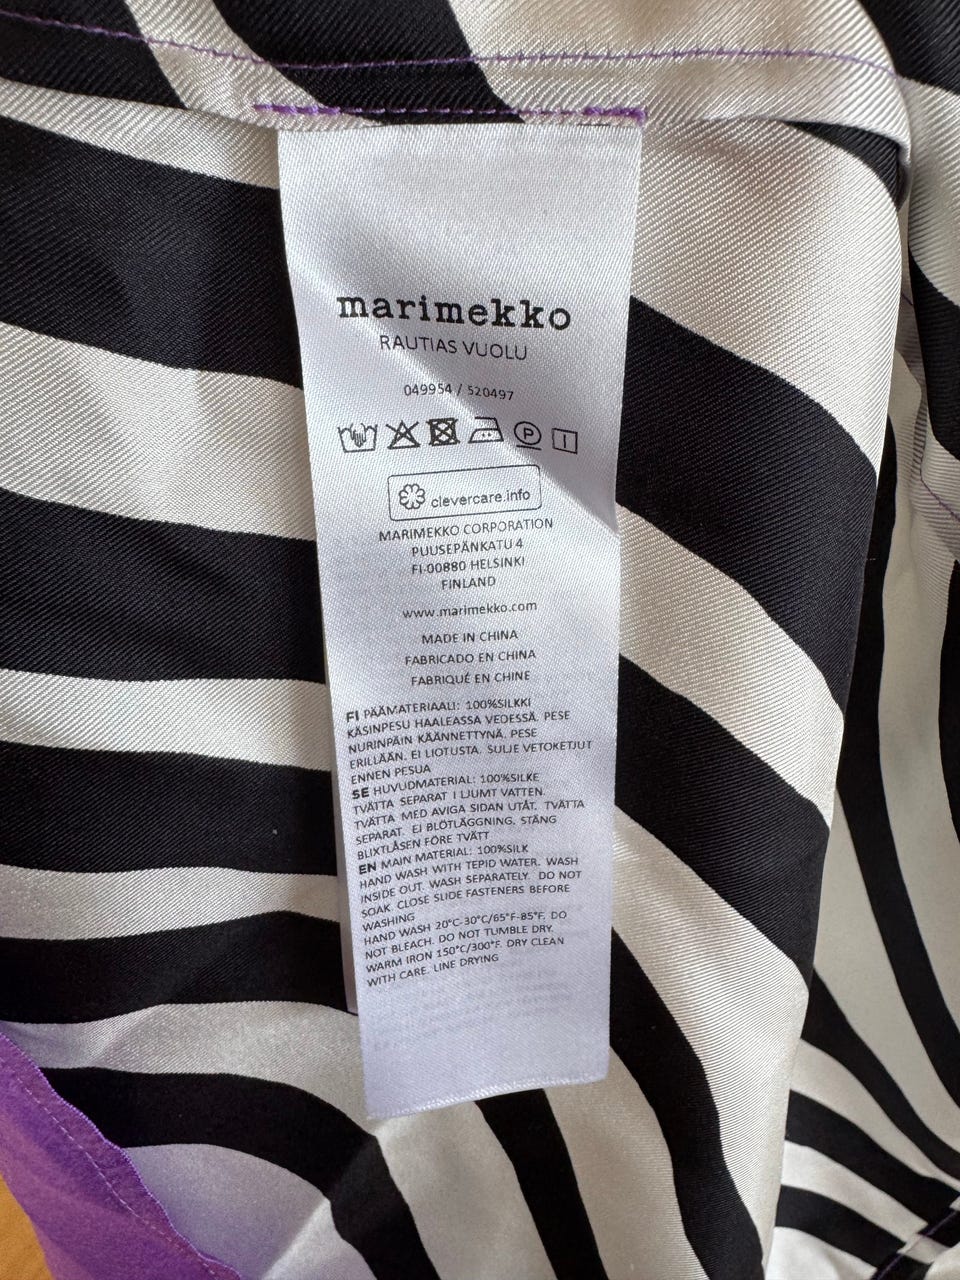 marimekko
RAUTIAS VUOLU
049954 / 520497
P
clevercare.info
MARIMEKKO CORPORATION
PUUSEPÄNKATU 4
FI-00880 HELSINKI
FINLAND
www.marimekko.com
MADE IN CHINA
FABRICADO EN CHINA
FABRIQUÉ EN CHINE
FI PÄÄMATERIAALI: 100%SILKKI
KÄSINPESU HAALEASSA VEDESSÄ. PESE
NURINPÄIN KÄÄNNETTYNÄ. PESE
ERILLÄÄN. EI LIOTUSTA. SULJE VETOKETJUT
ENNEN PESUA
SE HUVUDMATERIAL: 100%SILKE
TVÄTTA SEPARAT I LJUMT VATTEN.
TVÄTTA MED AVIGA SIDAN UTÅT. TVÄTTA
SEPARAT. EJ BLÖTLÄGGNING. STÄNG
BLIXTLÅSEN FÖRE TVÄTT
EN MAIN MATERIAL: 100%SILK
HAND WASH WITH TEPID WATER. WASH
INSIDE OUT. WASH SEPARATELY. DO NOT
SOAK. CLOSE SLIDE FASTENERS BEFORE
WASHING
HAND WASH 20°C-30°C/65°F-85°F. DO
NOT BLEACH. DO NOT TUMBLE DRY.
WARM IRON 150°C/300°F. DRY CLEAN
WITH CARE. LINE DRYING